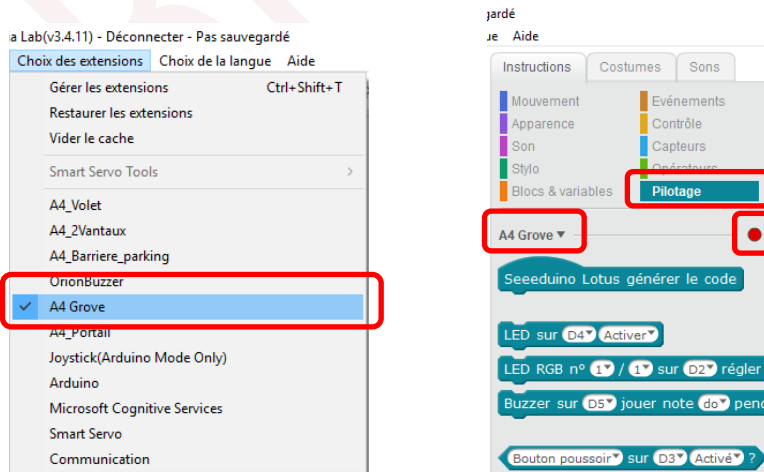 ia Lab(v3.4.11) - Déconnecter - Pas sauvegardé
Choix des extensions Choix de la langue Aide
Gérer les extensions Ctrl+Shift+T
Restaurer les extensions
Vider le cache
Smart Servo Tools
A4_Volet
A4_2Vantaux
A4_Barriere_parking
OrionBuzzer
A4 Grove
A4_Portail
Joystick(Arduino Mode Only)
Arduino
Microsoft Cognitive Services
Smart Servo
Communication
gardé
ue Aide
Instructions Costumes Sons
Mouvement Evénements
Apparence Contrôle
Son Capteurs
Stylo Opérateurs
Blocs & variables Pilotage
A4 Grove
Seeeduino Lotus générer le code
LED sur D4 Activer
LED RGB n° 1 / 1 sur D2 régler
Buzzer sur D5 jouer note do pend
Bouton poussoir sur D3 Activé ?